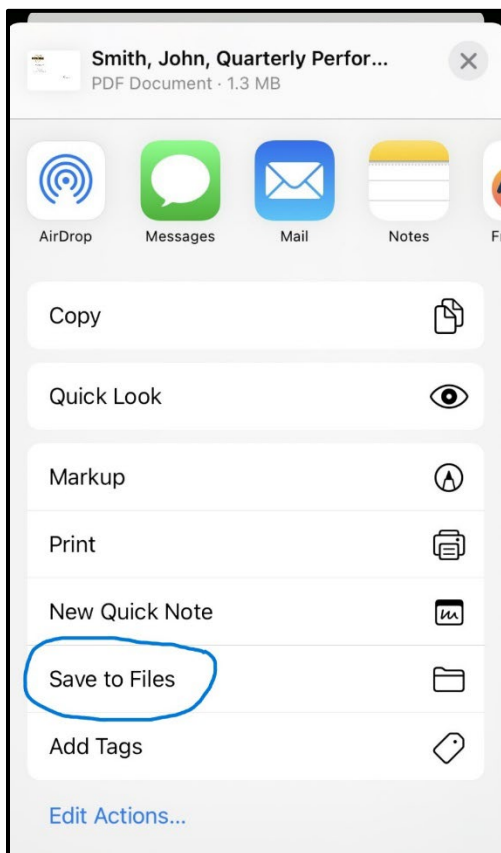 Smith, John, Quarterly Perfor...
PDF Document · 1.3 MB
AirDrop
Messages
Mail
Notes
Copy
Quick Look
Markup
Print
New Quick Note
Save to Files
Add Tags
Edit Actions...